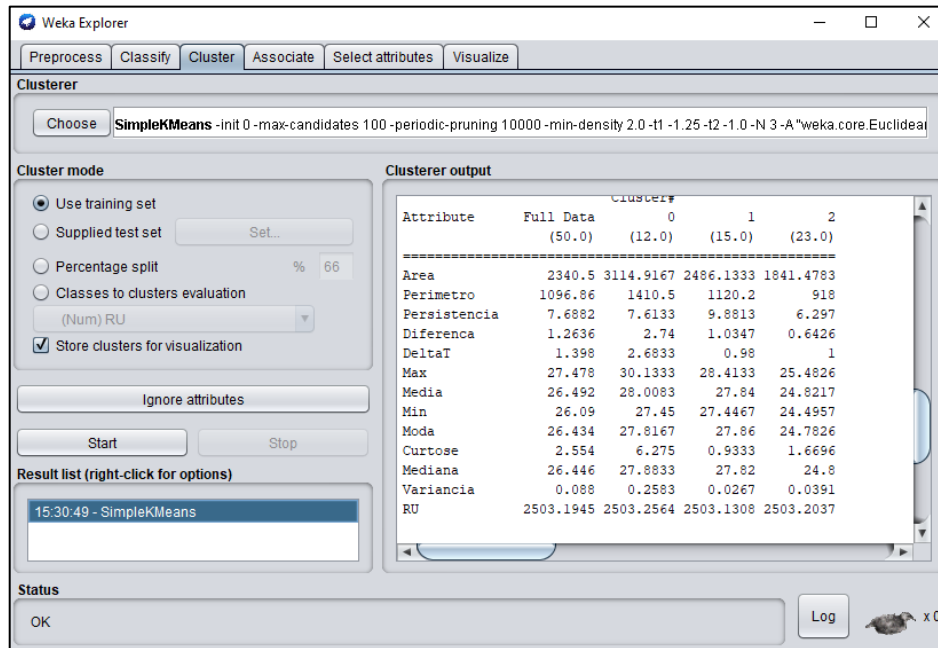 Weka Explorer
Preprocess Classify Cluster Associate Select attributes Visualize
Clusterer
Choose SimpleKMeans -init 0 -max-candidates 100 -periodic-pruning 10000 -min-density 2.0 -t1 -1.25 -t2 -1.0 -N 3 -A "weka.core.Euclidear
Cluster mode
Use training set
Supplied test set Set...
Percentage split % 66
Classes to clusters evaluation
(Num) RU
Store clusters for visualization
Ignore attributes
Start Stop
Result list (right-click for options)
15:30:49 - SimpleKMeans
Clusterer output
Cluster#
Attribute Full Data 0 1 2
(50.0) (12.0) (15.0) (23.0)
==========================================================
Area 2340.5 3114.9167 2486.1333 1841.4783
Perimetro 1096.86 1410.5 1120.2 918
Persistencia 7.6882 7.6133 9.8813 6.297
Diferenca 1.2636 2.74 1.0347 0.6426
DeltaT 1.398 2.6833 0.98 1
Max 27.478 30.1333 28.4133 25.4826
Media 26.492 28.0083 27.84 24.8217
Min 26.09 27.45 27.4467 24.4957
Moda 26.434 27.8167 27.86 24.7826
Curtose 2.554 6.275 0.9333 1.6696
Mediana 26.446 27.8833 27.82 24.8
Variancia 0.088 0.2583 0.0267 0.0391
RU 2503.1945 2503.2564 2503.1308 2503.2037
Status
OK
Log
x 0